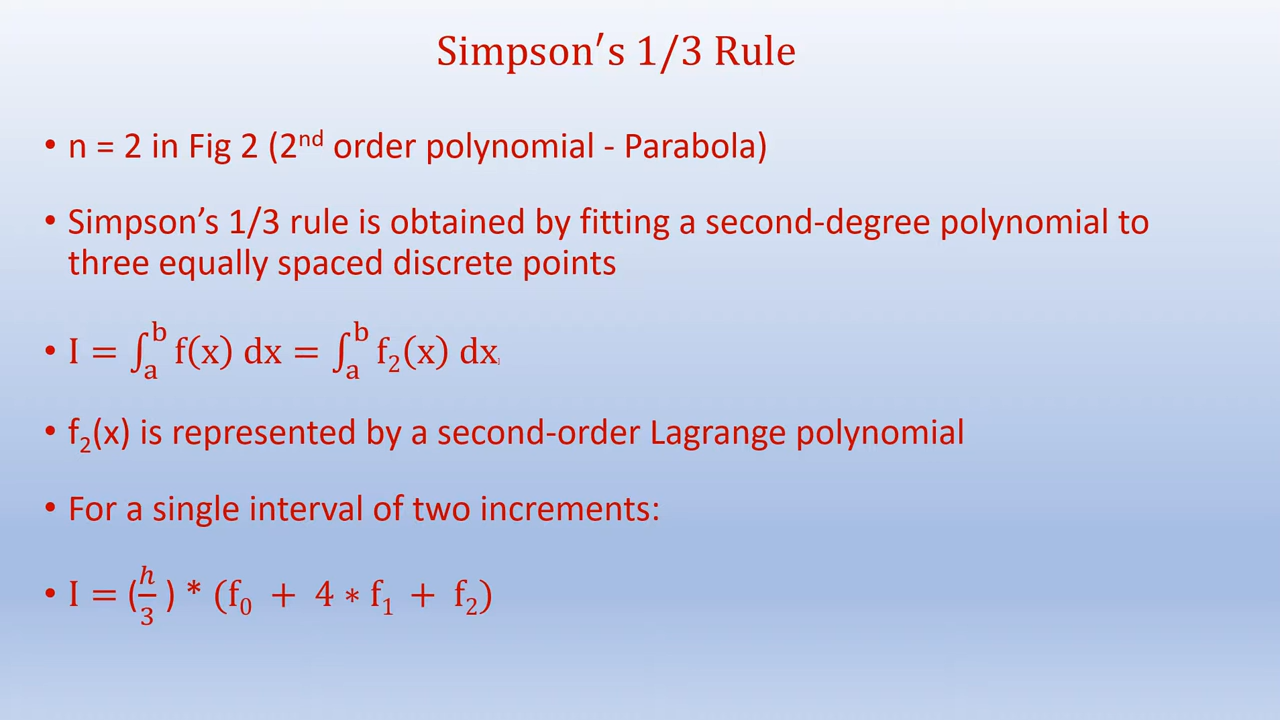 Simpson′s 1/3 Rule
• n = 2 in Fig 2 (2nd order polynomial - Parabola)
• Simpson’s 1/3 rule is obtained by fitting a second-degree polynomial to
three equally spaced discrete points
• I = ∫_a^b f(x) dx = ∫_a^b f₂(x) dx
• f₂(x) is represented by a second-order Lagrange polynomial
• For a single interval of two increments:
• I = (h/3) * (f₀ + 4 ∗ f₁ + f₂)